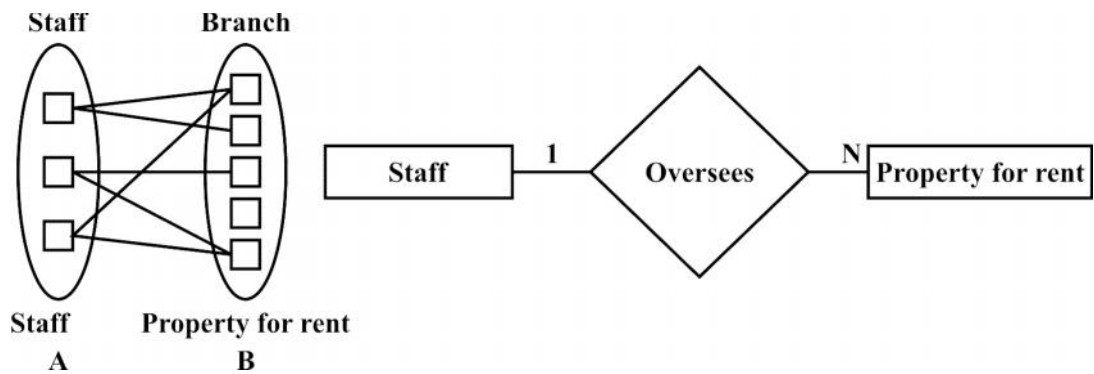 Staff Branch
Staff 1 Oversees N Property for rent
Staff Property for rent
A B